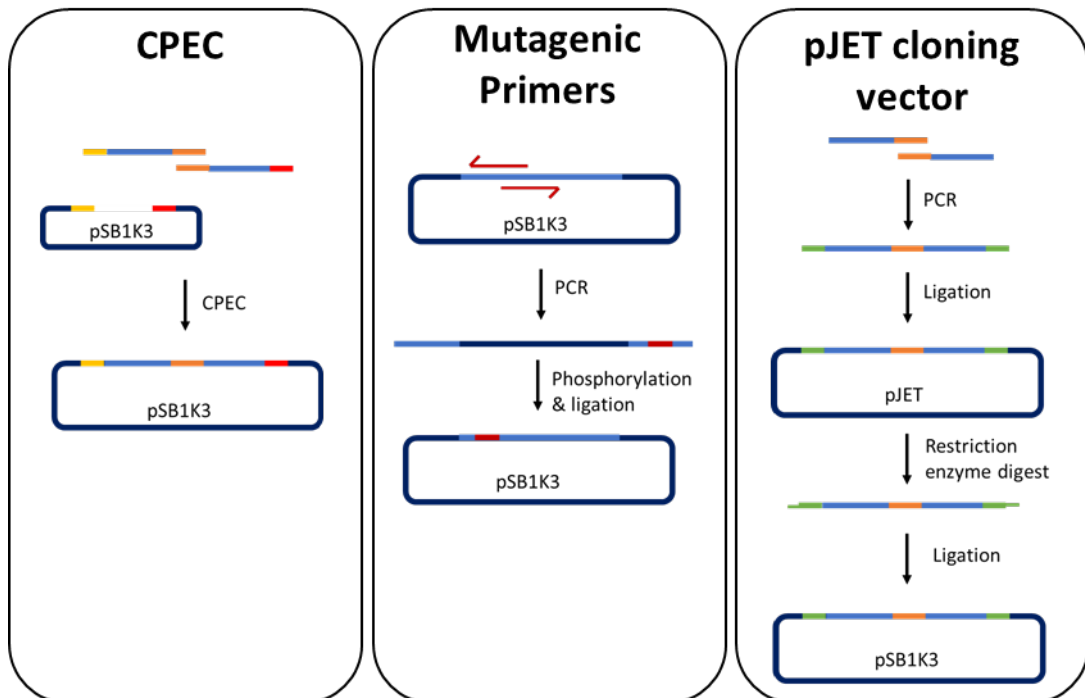 CPEC
pSB1K3
CPEC
pSB1K3
Mutagenic
Primers
pSB1K3
PCR
Phosphorylation
& ligation
pSB1K3
pJET cloning
vector
PCR
Ligation
pJET
Restriction
enzyme digest
Ligation
pSB1K3